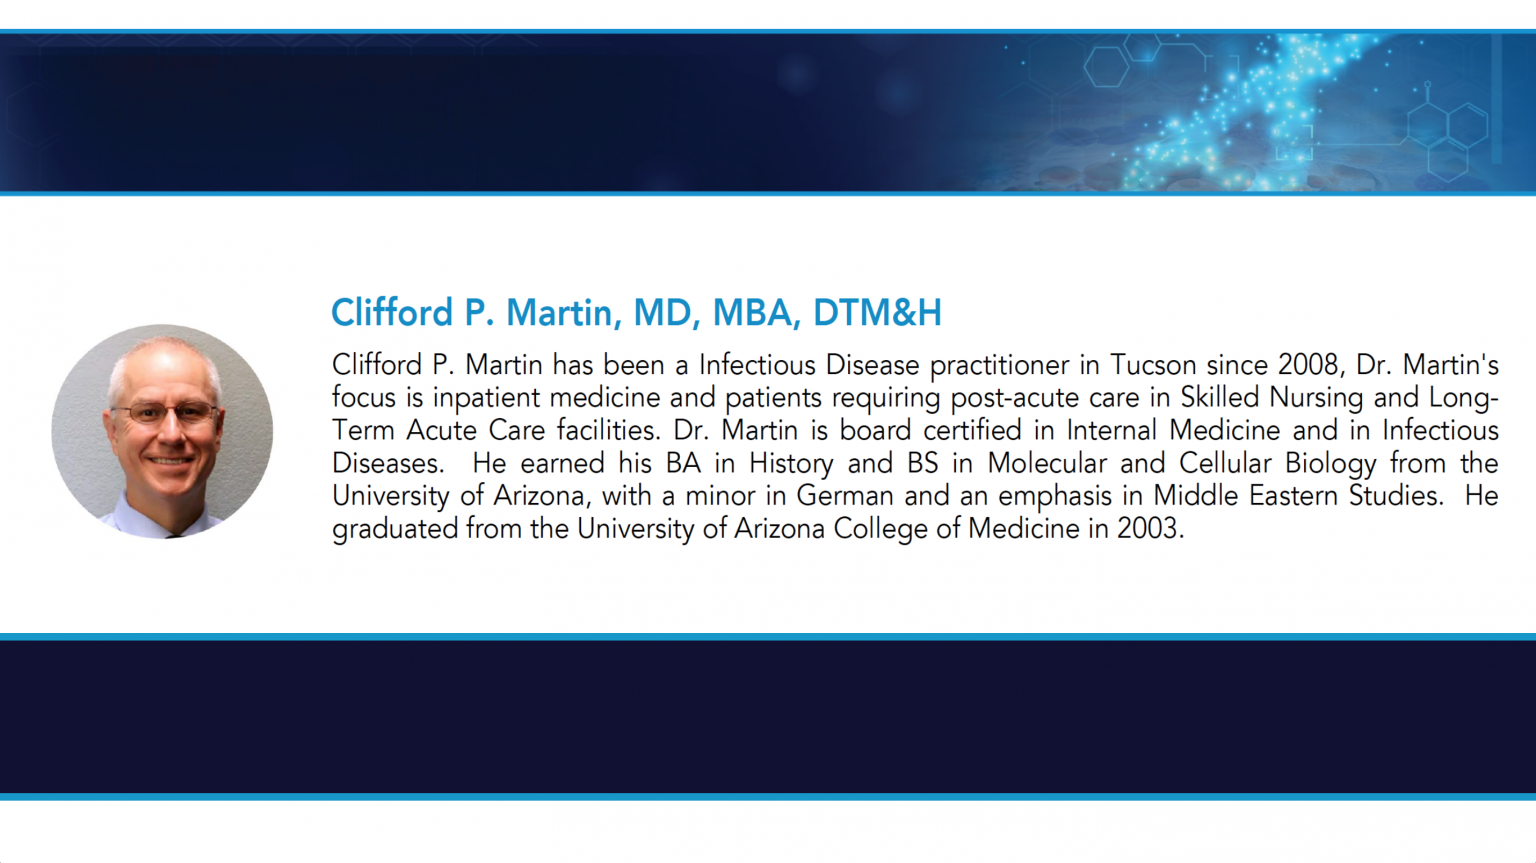 Clifford P. Martin, MD, MBA, DTM&H
Clifford P. Martin has been a Infectious Disease practitioner in Tucson since 2008, Dr. Martin's
focus is inpatient medicine and patients requiring post-acute care in Skilled Nursing and Long-
Term Acute Care facilities. Dr. Martin is board certified in Internal Medicine and in Infectious
Diseases.  He earned his BA in History and BS in Molecular and Cellular Biology from the
University of Arizona, with a minor in German and an emphasis in Middle Eastern Studies.  He
graduated from the University of Arizona College of Medicine in 2003.